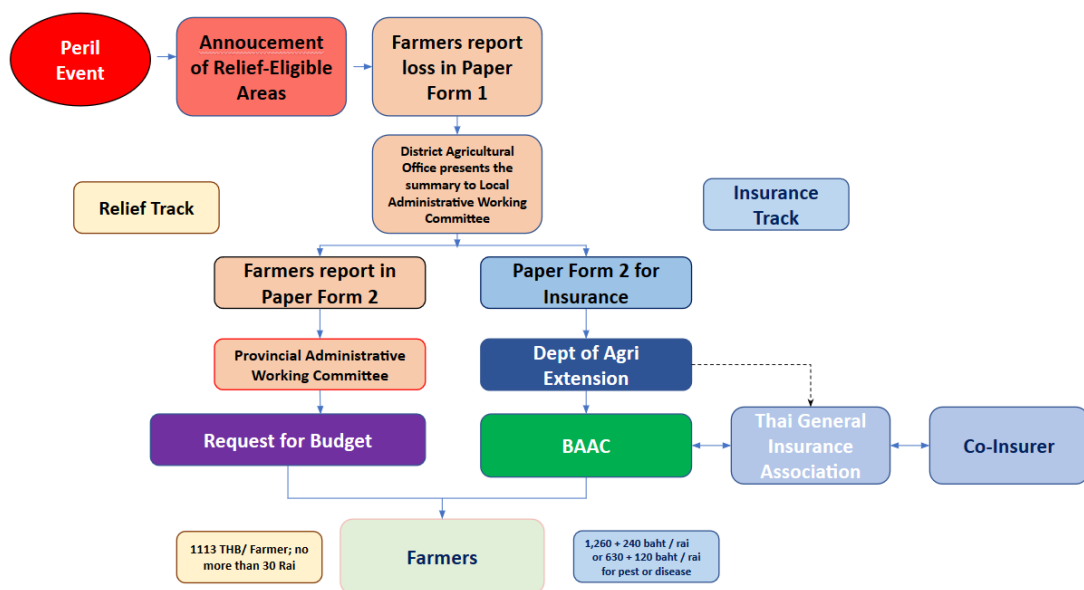 Peril
Event
Annoucement
of Relief-Eligible
Areas
Farmers report
loss in Paper
Form 1
District Agricultural
Office presents the
summary to Local
Administrative Working
Committee
Relief Track
Insurance
Track
Farmers report in
Paper Form 2
Paper Form 2 for
Insurance
Provincial Administrative
Working Committee
Dept of Agri
Extension
Request for Budget
BAAC
Thai General
Insurance
Association
Co-Insurer
1113 THB/ Farmer; no
more than 30 Rai
Farmers
1,260 + 240 baht / rai
or 630 + 120 baht / rai
for pest or disease